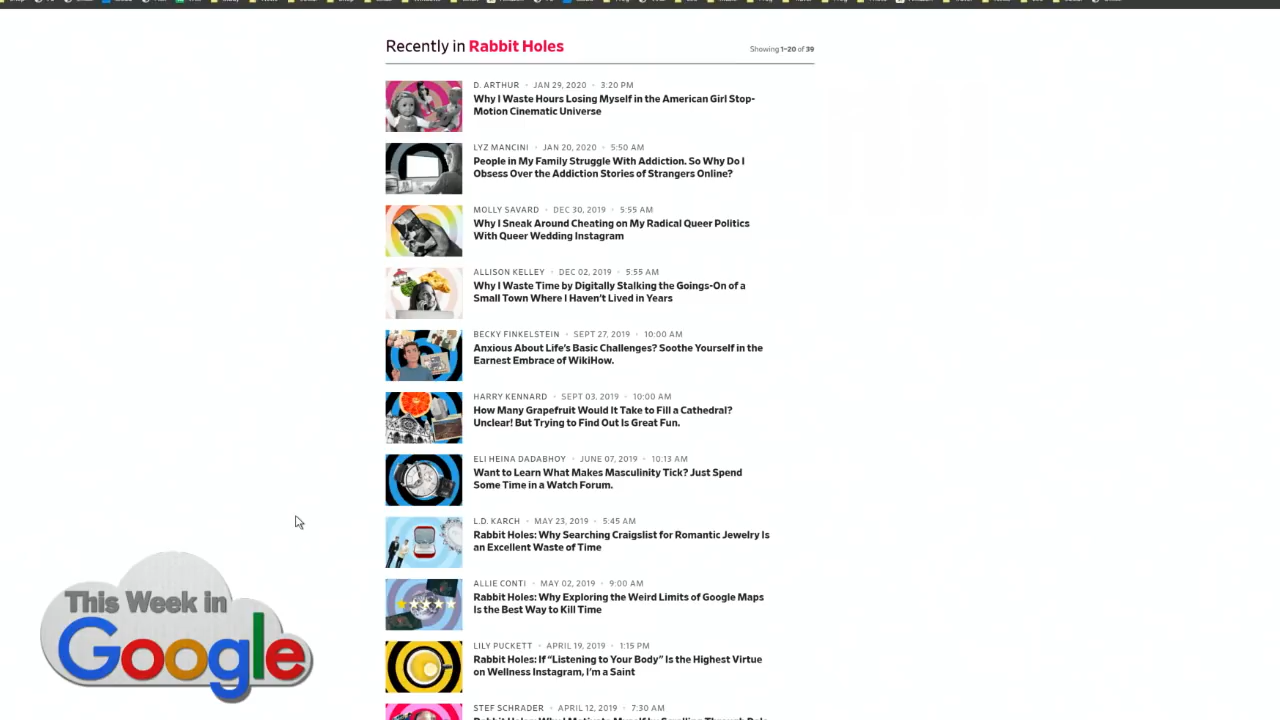 Recently in Rabbit Holes
Showing 1–20 of 39
D. ARTHUR • JAN 29, 2020 • 3:20 PM
Why I Waste Hours Losing Myself in the American Girl Stop-
Motion Cinematic Universe
LYZ MANCINI • JAN 20, 2020 • 5:50 AM
People in My Family Struggle With Addiction. So Why Do I
Obsess Over the Addiction Stories of Strangers Online?
MOLLY SAVARD • DEC 30, 2019 • 5:55 AM
Why I Sneak Around Cheating on My Radical Queer Politics
With Queer Wedding Instagram
ALLISON KELLEY • DEC 02, 2019 • 5:55 AM
Why I Waste Time by Digitally Stalking the Goings-On of a
Small Town Where I Haven’t Lived in Years
BECKY FINKELSTEIN • SEPT 27, 2019 • 10:00 AM
Anxious About Life’s Basic Challenges? Soothe Yourself in the
Earnest Embrace of WikiHow.
HARRY KENNARD • SEPT 03, 2019 • 10:00 AM
How Many Grapefruit Would It Take to Fill a Cathedral?
Unclear! But Trying to Find Out Is Great Fun.
ELI HEINA DADABHOY • JUNE 07, 2019 • 10:13 AM
Want to Learn What Makes Masculinity Tick? Just Spend
Some Time in a Watch Forum.
L.D. KARCH • MAY 23, 2019 • 5:45 AM
Rabbit Holes: Why Searching Craigslist for Romantic Jewelry Is
an Excellent Waste of Time
ALLIE CONTI • MAY 02, 2019 • 9:00 AM
Rabbit Holes: Why Exploring the Weird Limits of Google Maps
Is the Best Way to Kill Time
LILY PUCKETT • APRIL 19, 2019 • 1:15 PM
Rabbit Holes: If “Listening to Your Body” Is the Highest Virtue
on Wellness Instagram, I’m a Saint
STEF SCHRADER • APRIL 12, 2019 • 7:30 AM
This Week in
Google